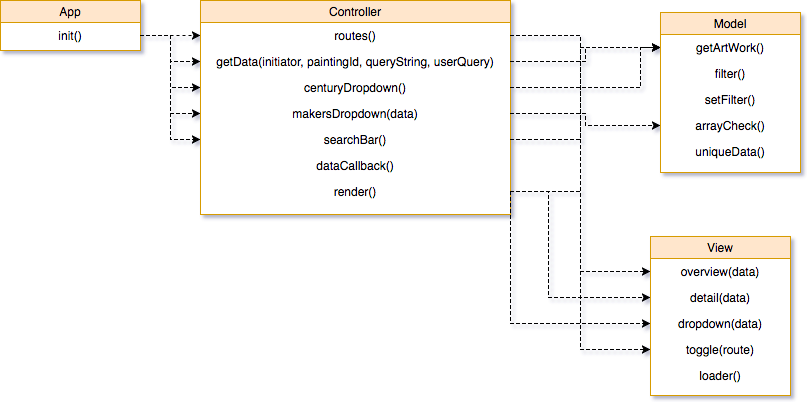 App
init()
Controller
routes()
getData(initiator, paintingId, queryString, userQuery)
centuryDropdown()
makersDropdown(data)
searchBar()
dataCallback()
render()
Model
getArtWork()
filter()
setFilter()
arrayCheck()
uniqueData()
View
overview(data)
detail(data)
dropdown(data)
toggle(route)
loader()